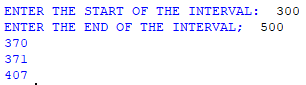 ENTER THE START OF THE INTERVAL: 300
ENTER THE END OF THE INTERVAL; 500
370
371
407